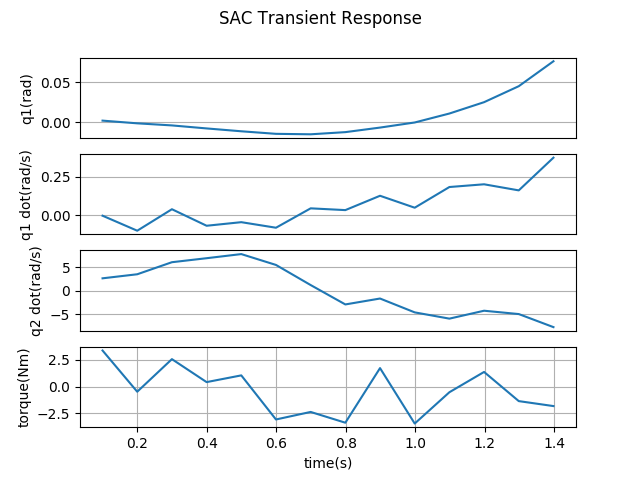 SAC Transient Response
q1(rad)
0.05
0.00
q1 dot(rad/s)
0.25
0.00
q2 dot(rad/s)
5
0
−5
torque(Nm)
2.5
0.0
−2.5
0.2 0.4 0.6 0.8 1.0 1.2 1.4
time(s)